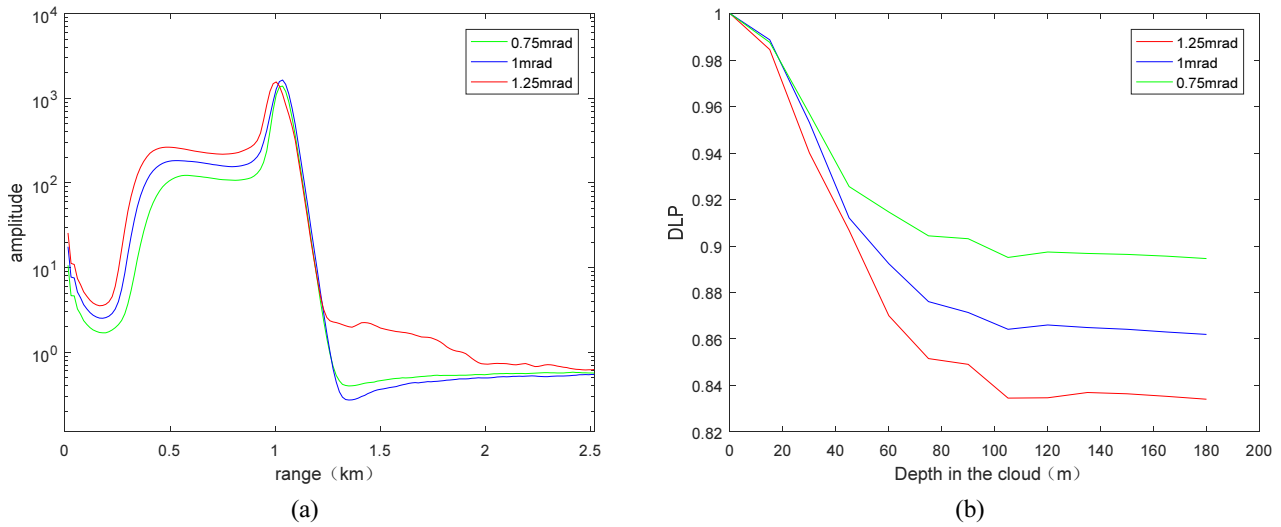 10^4
10^3
10^2
10^1
10^0
amplitude
0 0.5 1 1.5 2 2.5
range（km）
0.75mrad
1mrad
1.25mrad
(a)
1
0.98
0.96
0.94
0.92
0.9
0.88
0.86
0.84
0.82
DLP
0 20 40 60 80 100 120 140 160 180 200
Depth in the cloud（m）
1.25mrad
1mrad
0.75mrad
(b)